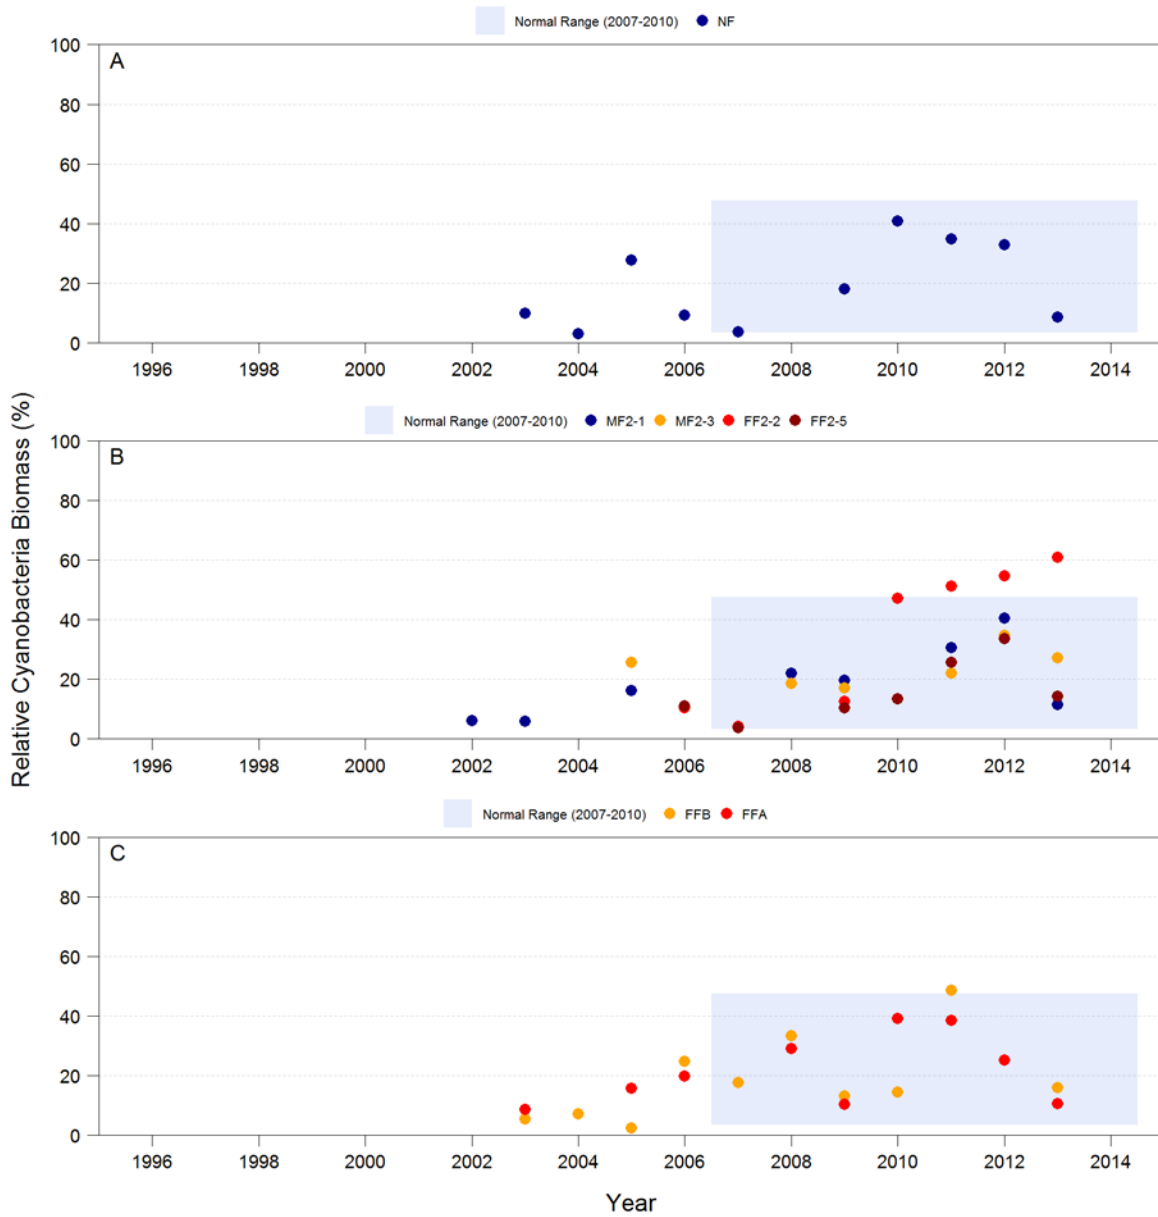 Normal Range (2007-2010) NF
A
100
80
60
40
20
0
1996 1998 2000 2002 2004 2006 2008 2010 2012 2014
Relative Cyanobacteria Biomass (%)
Normal Range (2007-2010) MF2-1 MF2-3 FF2-2 FF2-5
B
100
80
60
40
20
0
1996 1998 2000 2002 2004 2006 2008 2010 2012 2014
Normal Range (2007-2010) FFB FFA
C
100
80
60
40
20
0
1996 1998 2000 2002 2004 2006 2008 2010 2012 2014
Year